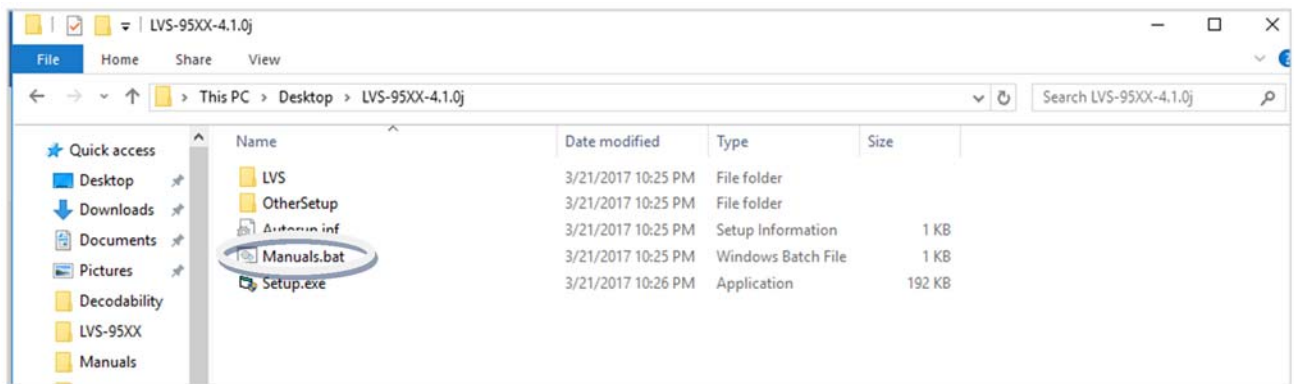 LVS-95XX-4.1.0j
File Home Share View
This PC > Desktop > LVS-95XX-4.1.0j Search LVS-95XX-4.1.0j
Quick access
Desktop
Downloads
Documents
Pictures
Decodability
LVS-95XX
Manuals
Name Date modified Type Size
LVS 3/21/2017 10:25 PM File folder
OtherSetup 3/21/2017 10:25 PM File folder
Autorun.inf 3/21/2017 10:25 PM Setup Information 1 KB
Manuals.bat 3/21/2017 10:25 PM Windows Batch File 1 KB
Setup.exe 3/21/2017 10:26 PM Application 192 KB